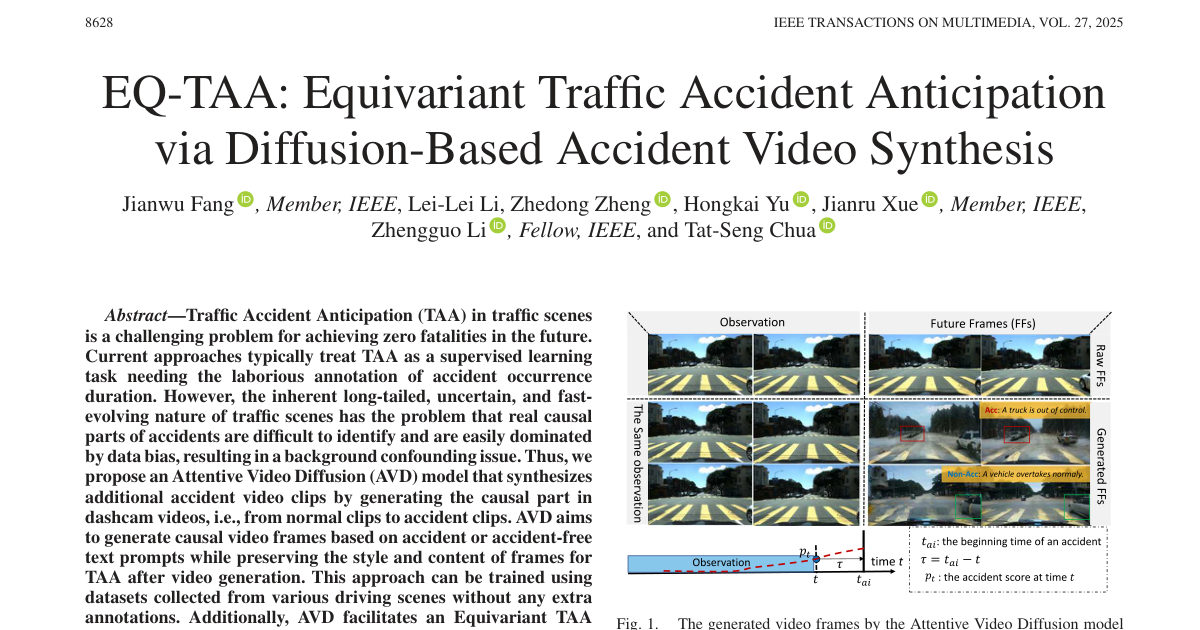 8628
IEEE TRANSACTIONS ON MULTIMEDIA, VOL. 27, 2025
EQ-TAA: Equivariant Traffic Accident Anticipation
via Diffusion-Based Accident Video Synthesis
Jianwu Fang iD, Member, IEEE, Lei-Lei Li, Zhedong Zheng iD, Hongkai Yu iD, Jianru Xue iD, Member, IEEE,
Zhengguo Li iD, Fellow, IEEE, and Tat-Seng Chua iD
Abstract—Traffic Accident Anticipation (TAA) in traffic scenes
is a challenging problem for achieving zero fatalities in the future.
Current approaches typically treat TAA as a supervised learning
task needing the laborious annotation of accident occurrence
duration. However, the inherent long-tailed, uncertain, and fast-
evolving nature of traffic scenes has the problem that real causal
parts of accidents are difficult to identify and are easily dominated
by data bias, resulting in a background confounding issue. Thus, we
propose an Attentive Video Diffusion (AVD) model that synthesizes
additional accident video clips by generating the causal part in
dashcam videos, i.e., from normal clips to accident clips. AVD aims
to generate causal video frames based on accident or accident-free
text prompts while preserving the style and content of frames for
TAA after video generation. This approach can be trained using
datasets collected from various driving scenes without any extra
annotations. Additionally, AVD facilitates an Equivariant TAA
Observation
Future Frames (FFs)
Raw FFs
The Same observation
Acc: A truck is out of control.
Generated FFs
Non-Acc: A vehicle overtakes normaly.
Observation
p_t
τ
time t
t
t_ai
t_ai: the beginning time of an accident
τ = t_ai − t
p_t : the accident score at time t
Fig. 1. The generated video frames by the Attentive Video Diffusion model